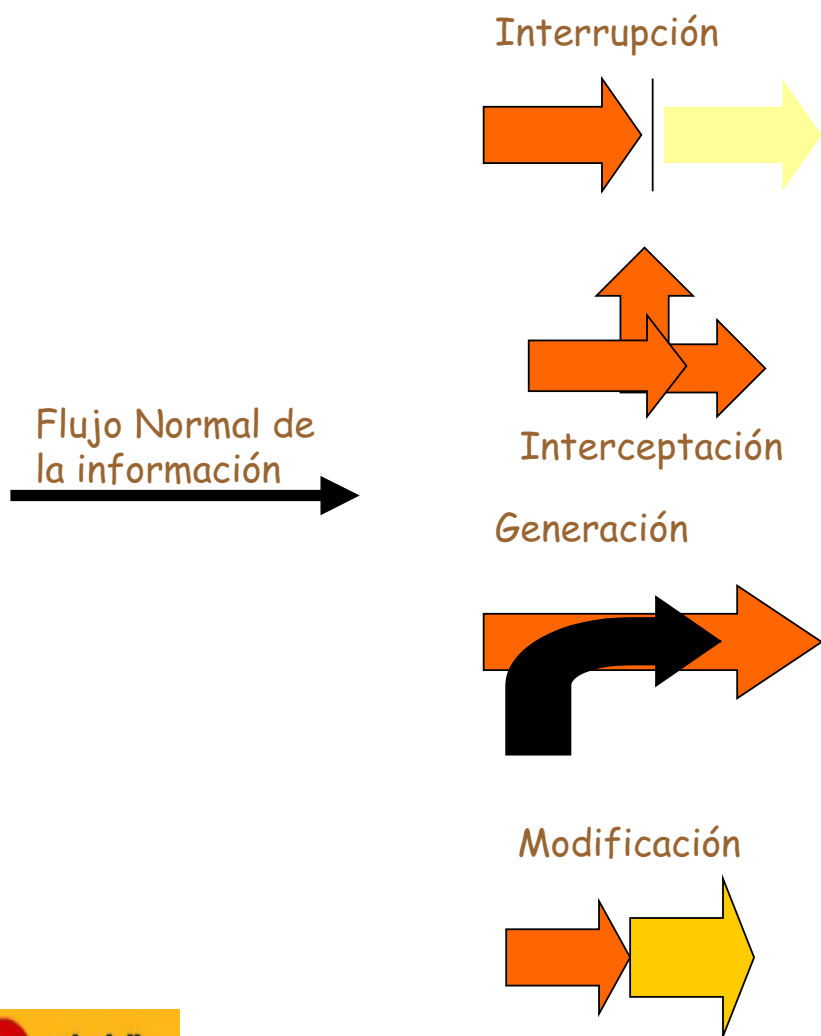 Interrupción
Flujo Normal de
la información
Interceptación
Generación
Modificación